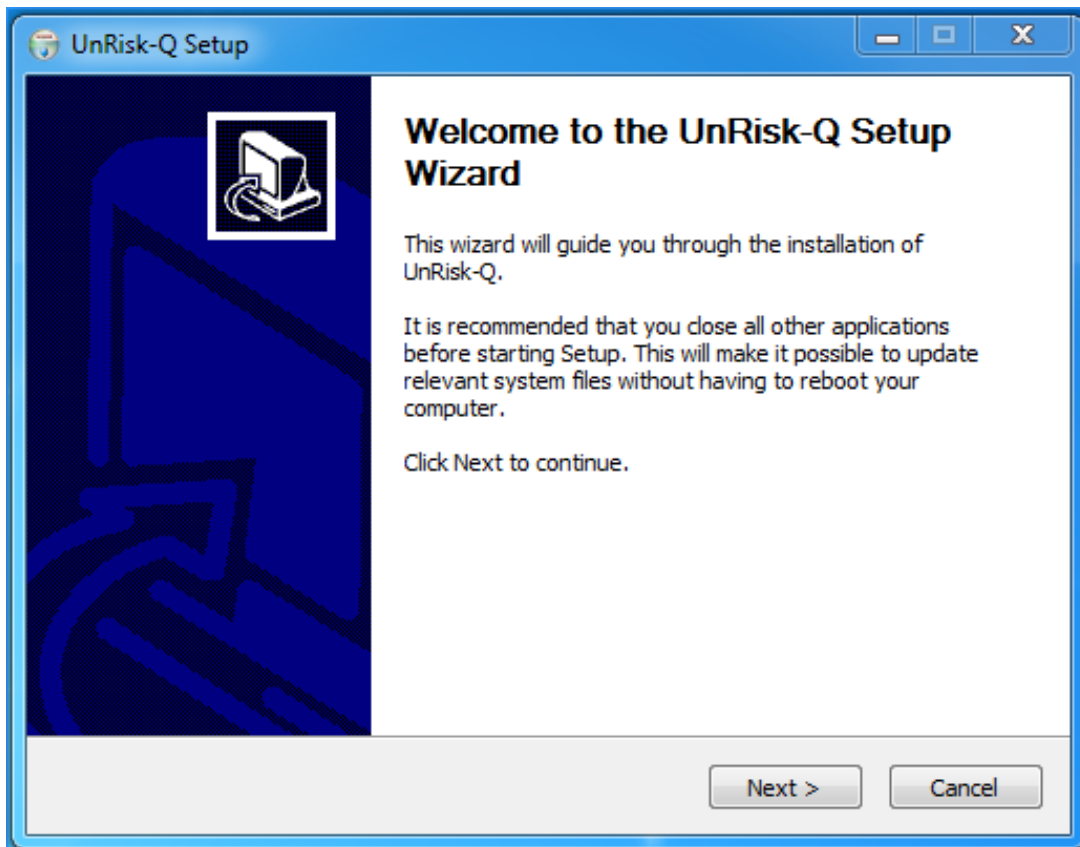 UnRisk-Q Setup
Welcome to the UnRisk-Q Setup
Wizard
This wizard will guide you through the installation of
UnRisk-Q.
It is recommended that you close all other applications
before starting Setup. This will make it possible to update
relevant system files without having to reboot your
computer.
Click Next to continue.
Next >
Cancel